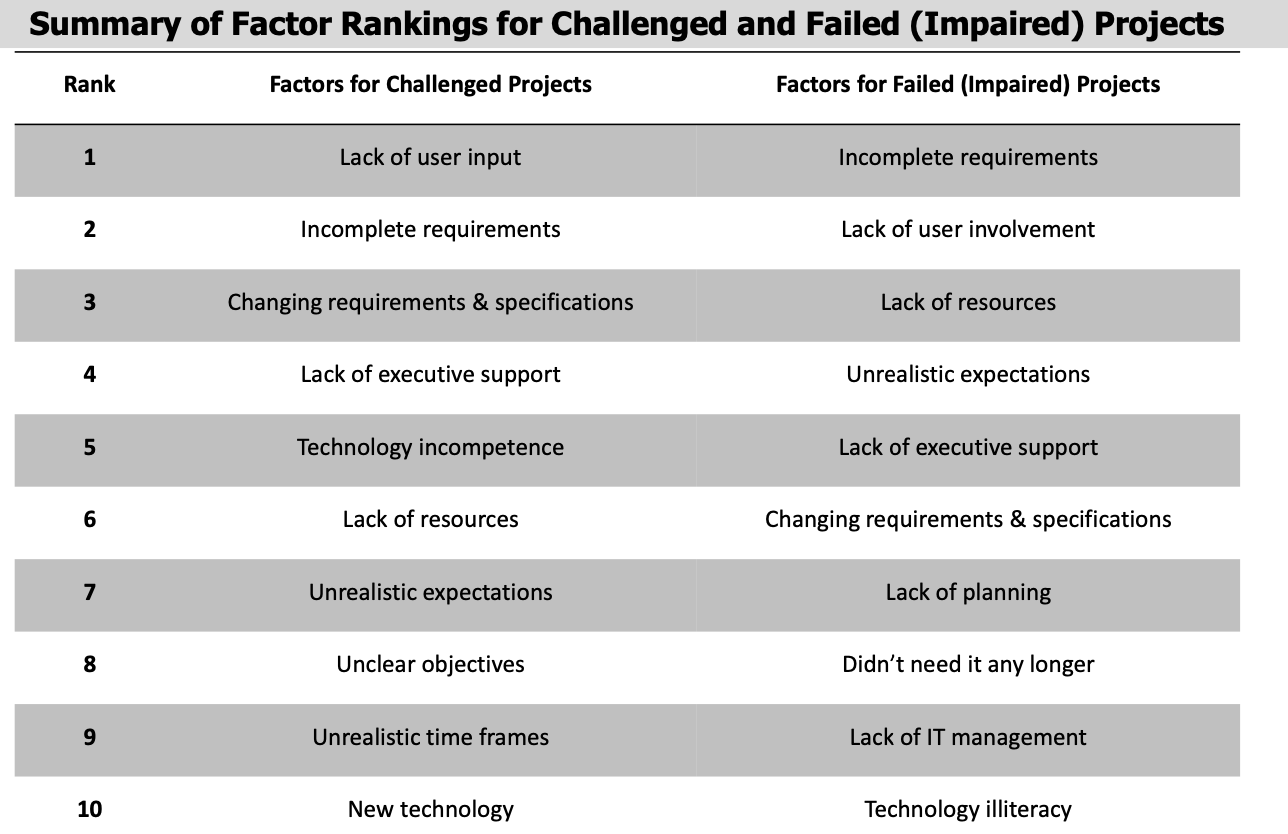 Summary of Factor Rankings for Challenged and Failed (Impaired) Projects
Rank Factors for Challenged Projects Factors for Failed (Impaired) Projects
1 Lack of user input Incomplete requirements
2 Incomplete requirements Lack of user involvement
3 Changing requirements & specifications Lack of resources
4 Lack of executive support Unrealistic expectations
5 Technology incompetence Lack of executive support
6 Lack of resources Changing requirements & specifications
7 Unrealistic expectations Lack of planning
8 Unclear objectives Didn’t need it any longer
9 Unrealistic time frames Lack of IT management
10 New technology Technology illiteracy